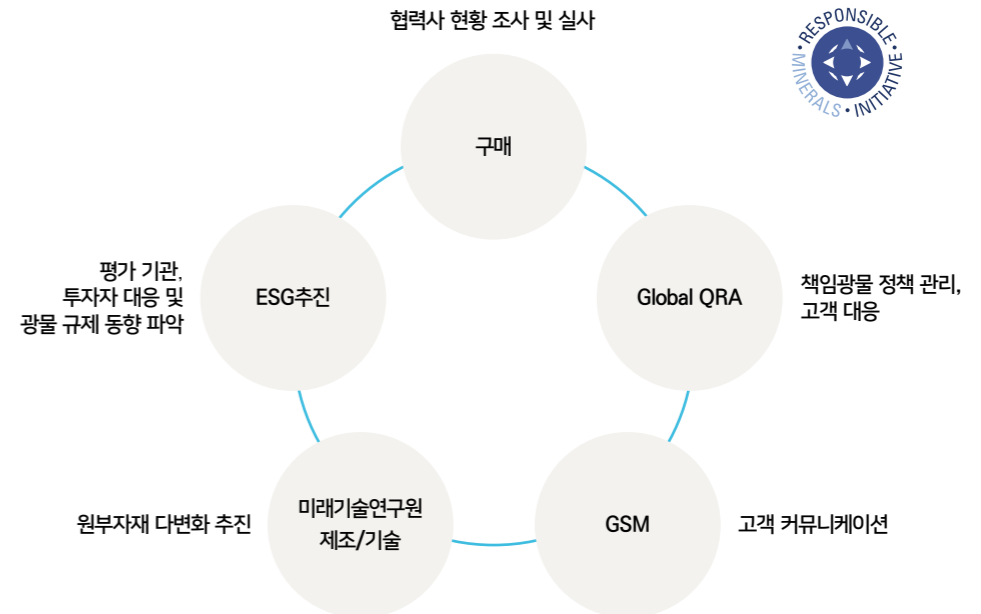 협력사 현황 조사 및 실사
RESPONSIBLE • MINERALS • INITIATIVE •
구매
평가 기관,
투자자 대응 및
광물 규제 동향 파악
ESG추진
Global QRA
책임광물 정책 관리,
고객 대응
원부자재 다변화 추진
미래기술연구원
제조/기술
GSM
고객 커뮤니케이션